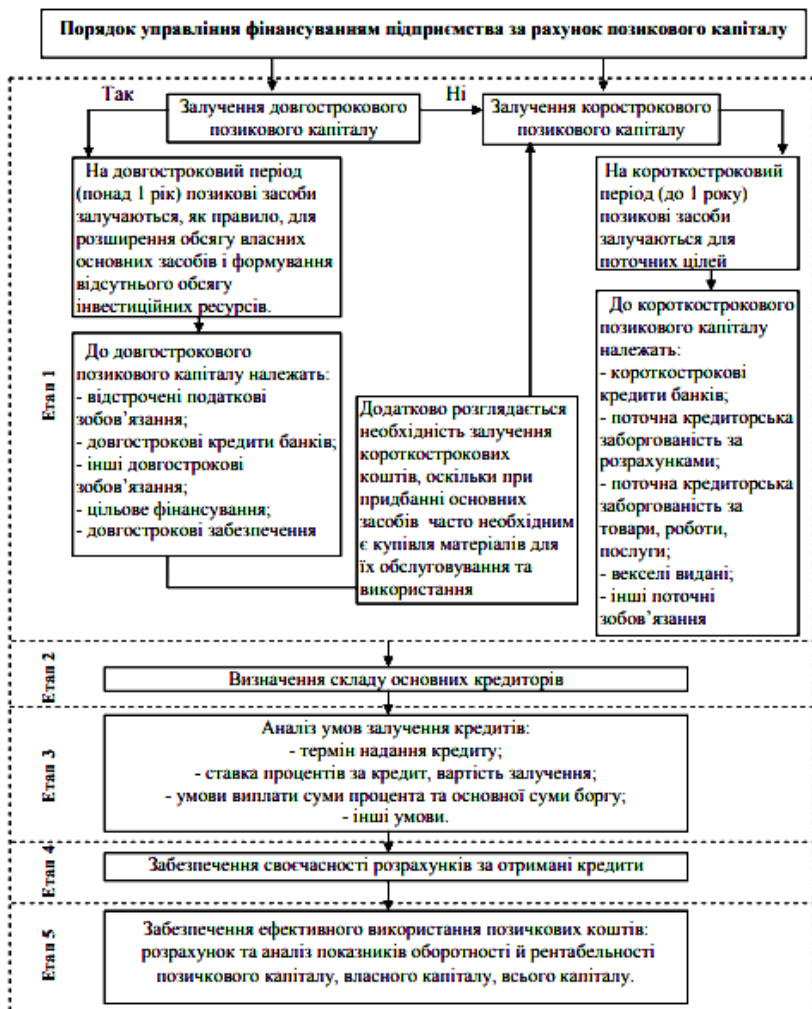 Порядок управління фінансуванням підприємства за рахунок позикового капіталу
Так
Залучення довгострокового
позикового капіталу
Ні
Залучення корострокового
позикового капіталу
Етап 1
На довгостроковий період
(понад 1 рік) позикові засоби
залучаються, як правило, для
розширення обсягу власних
основних засобів і формування
відсутнього обсягу
інвестиційних ресурсів.
На короткостроковий
період (до 1 року)
позикові засоби
залучаються для
поточних цілей
До довгострокового
позикового капіталу належать:
- відстрочені податкові
зобов’язання;
- довгострокові кредити банків;
- інші довгострокові
зобов’язання;
- цільове фінансування;
- довгострокові забезпечення
Додатково розглядається
необхідність залучення
короткострокових
коштів, оскільки при
придбанні основних
засобів часто необхідним
є купівля матеріалів для
їх обслуговування та
використання
До короткострокового
позикового капіталу
належать:
- короткострокові
кредити банків;
- поточна кредиторська
заборгованість за
розрахунками;
- поточна кредиторська
заборгованість за
товари, роботи,
послуги;
- векселі видані;
- інші поточні
зобов’язання
Етап 2
Визначення складу основних кредиторів
Етап 3
Аналіз умов залучення кредитів:
- термін надання кредиту;
- ставка процентів за кредит, вартість залучення;
- умови виплати суми процента та основної суми боргу;
- інші умови.
Етап 4
Забезпечення своєчасності розрахунків за отримані кредити
Етап 5
Забезпечення ефективного використання позичкових коштів:
розрахунок та аналіз показників оборотності й рентабельності
позичкового капіталу, власного капіталу, всього капіталу.